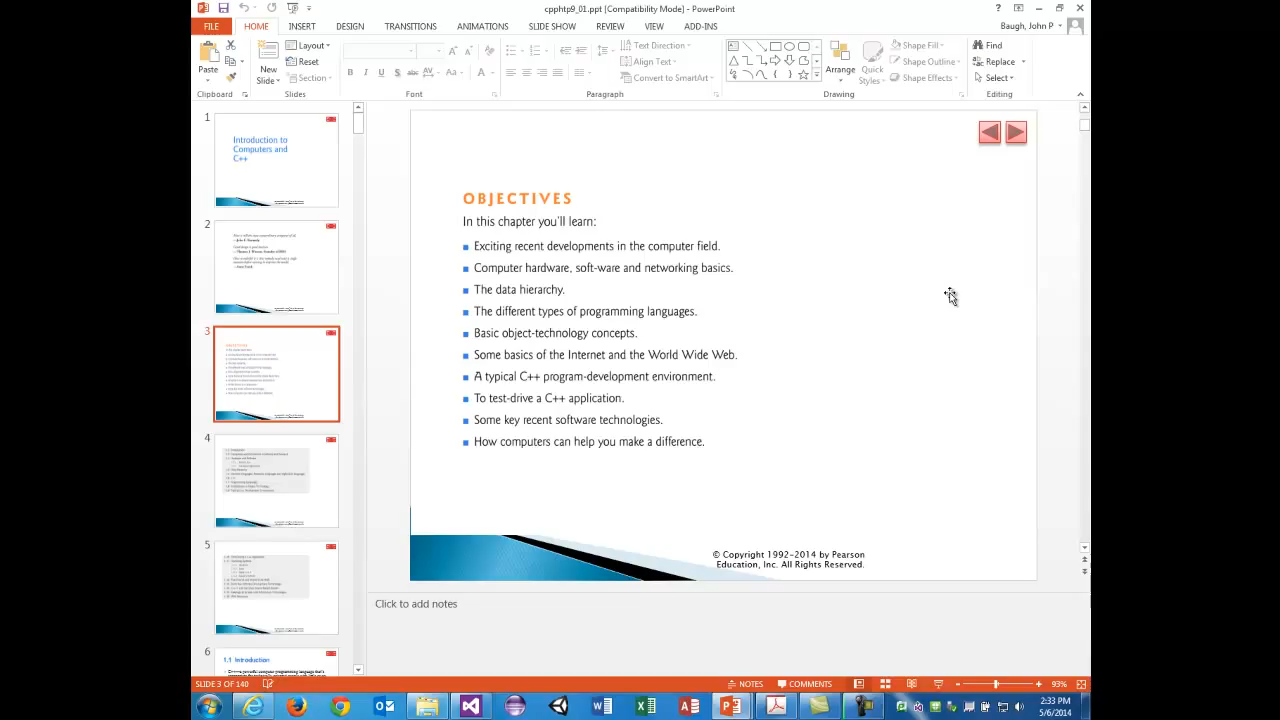 cpphtp9_01.ppt [Compatibility Mode] - PowerPoint
FILE HOME INSERT DESIGN TRANSITIONS ANIMATIONS SLIDE SHOW REVIEW VIEW ADD-INS Baugh, John P
Paste
Clipboard
New Slide
Layout
Reset
Section
Slides
Font
Text Direction
Align Text
Convert to SmartArt
Paragraph
Arrange
Quick Styles
Shape Fill
Shape Outline
Shape Effects
Drawing
Find
Replace
Select
Editing
1
Introduction to
Computers and
C++
2
3
4
5
6
1.1 Introduction
OBJECTIVES
In this chapter you'll learn:
Exciting recent developments in the computer field.
Computer hardware, soft-ware and networking basics.
The data hierarchy.
The different types of programming languages.
Basic object-technology concepts.
Some basics of the Internet and the World Wide Web.
A typical C++ program development environment.
To test-drive a C++ application.
Some key recent software technologies.
How computers can help you make a difference.
© Copyright 1992-2014 by Pearson
Education, Inc. All Rights Reserved.
Click to add notes
SLIDE 3 OF 140 NOTES COMMENTS 93%
2:33 PM
5/6/2014